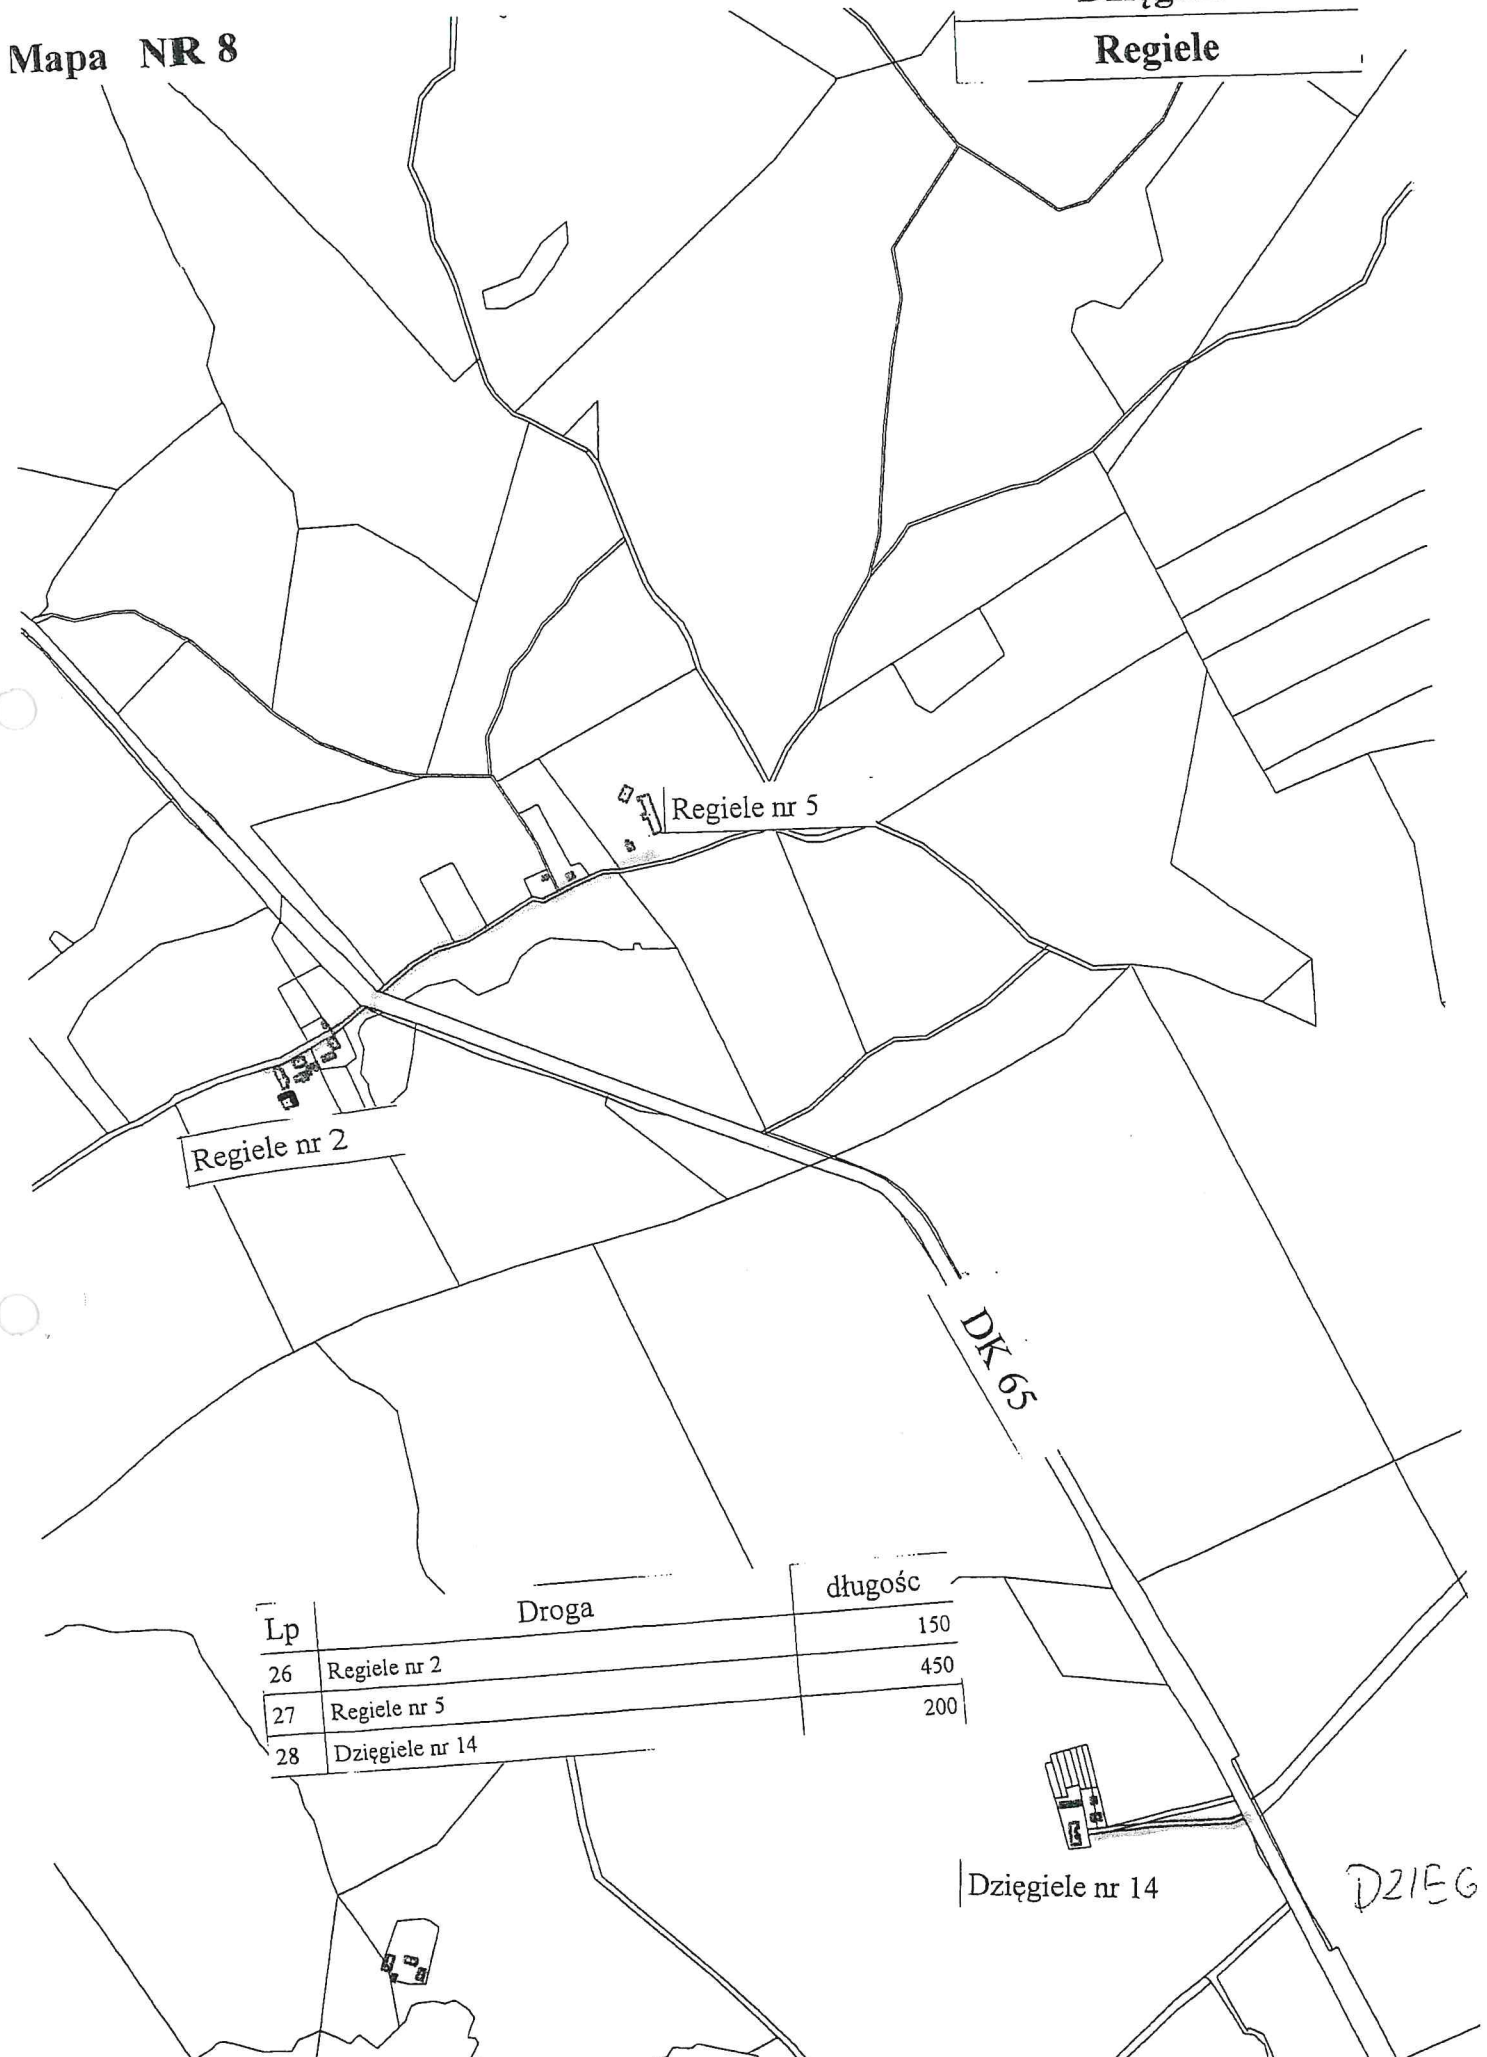 Mapa NR 8
Regiele
Regiele nr 5
Regiele nr 2
DK 65
Lp Droga długośc
26 Regiele nr 2 150
27 Regiele nr 5 450
28 Dzięgiele nr 14 200
Dzięgiele nr 14
DZIEG